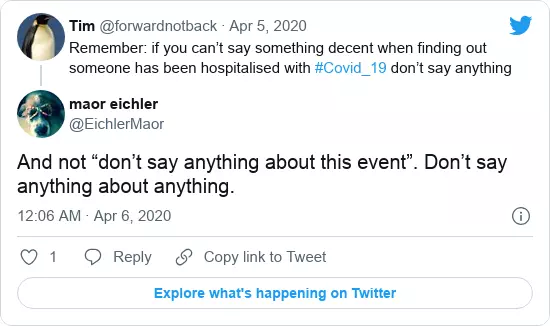 Tim @forwardnotback · Apr 5, 2020
Remember: if you can’t say something decent when finding out
someone has been hospitalised with #Covid_19 don’t say anything
maor eichler
@EichlerMaor
And not “don’t say anything about this event”. Don’t say
anything about anything.
12:06 AM · Apr 6, 2020
1 Reply Copy link to Tweet
Explore what's happening on Twitter